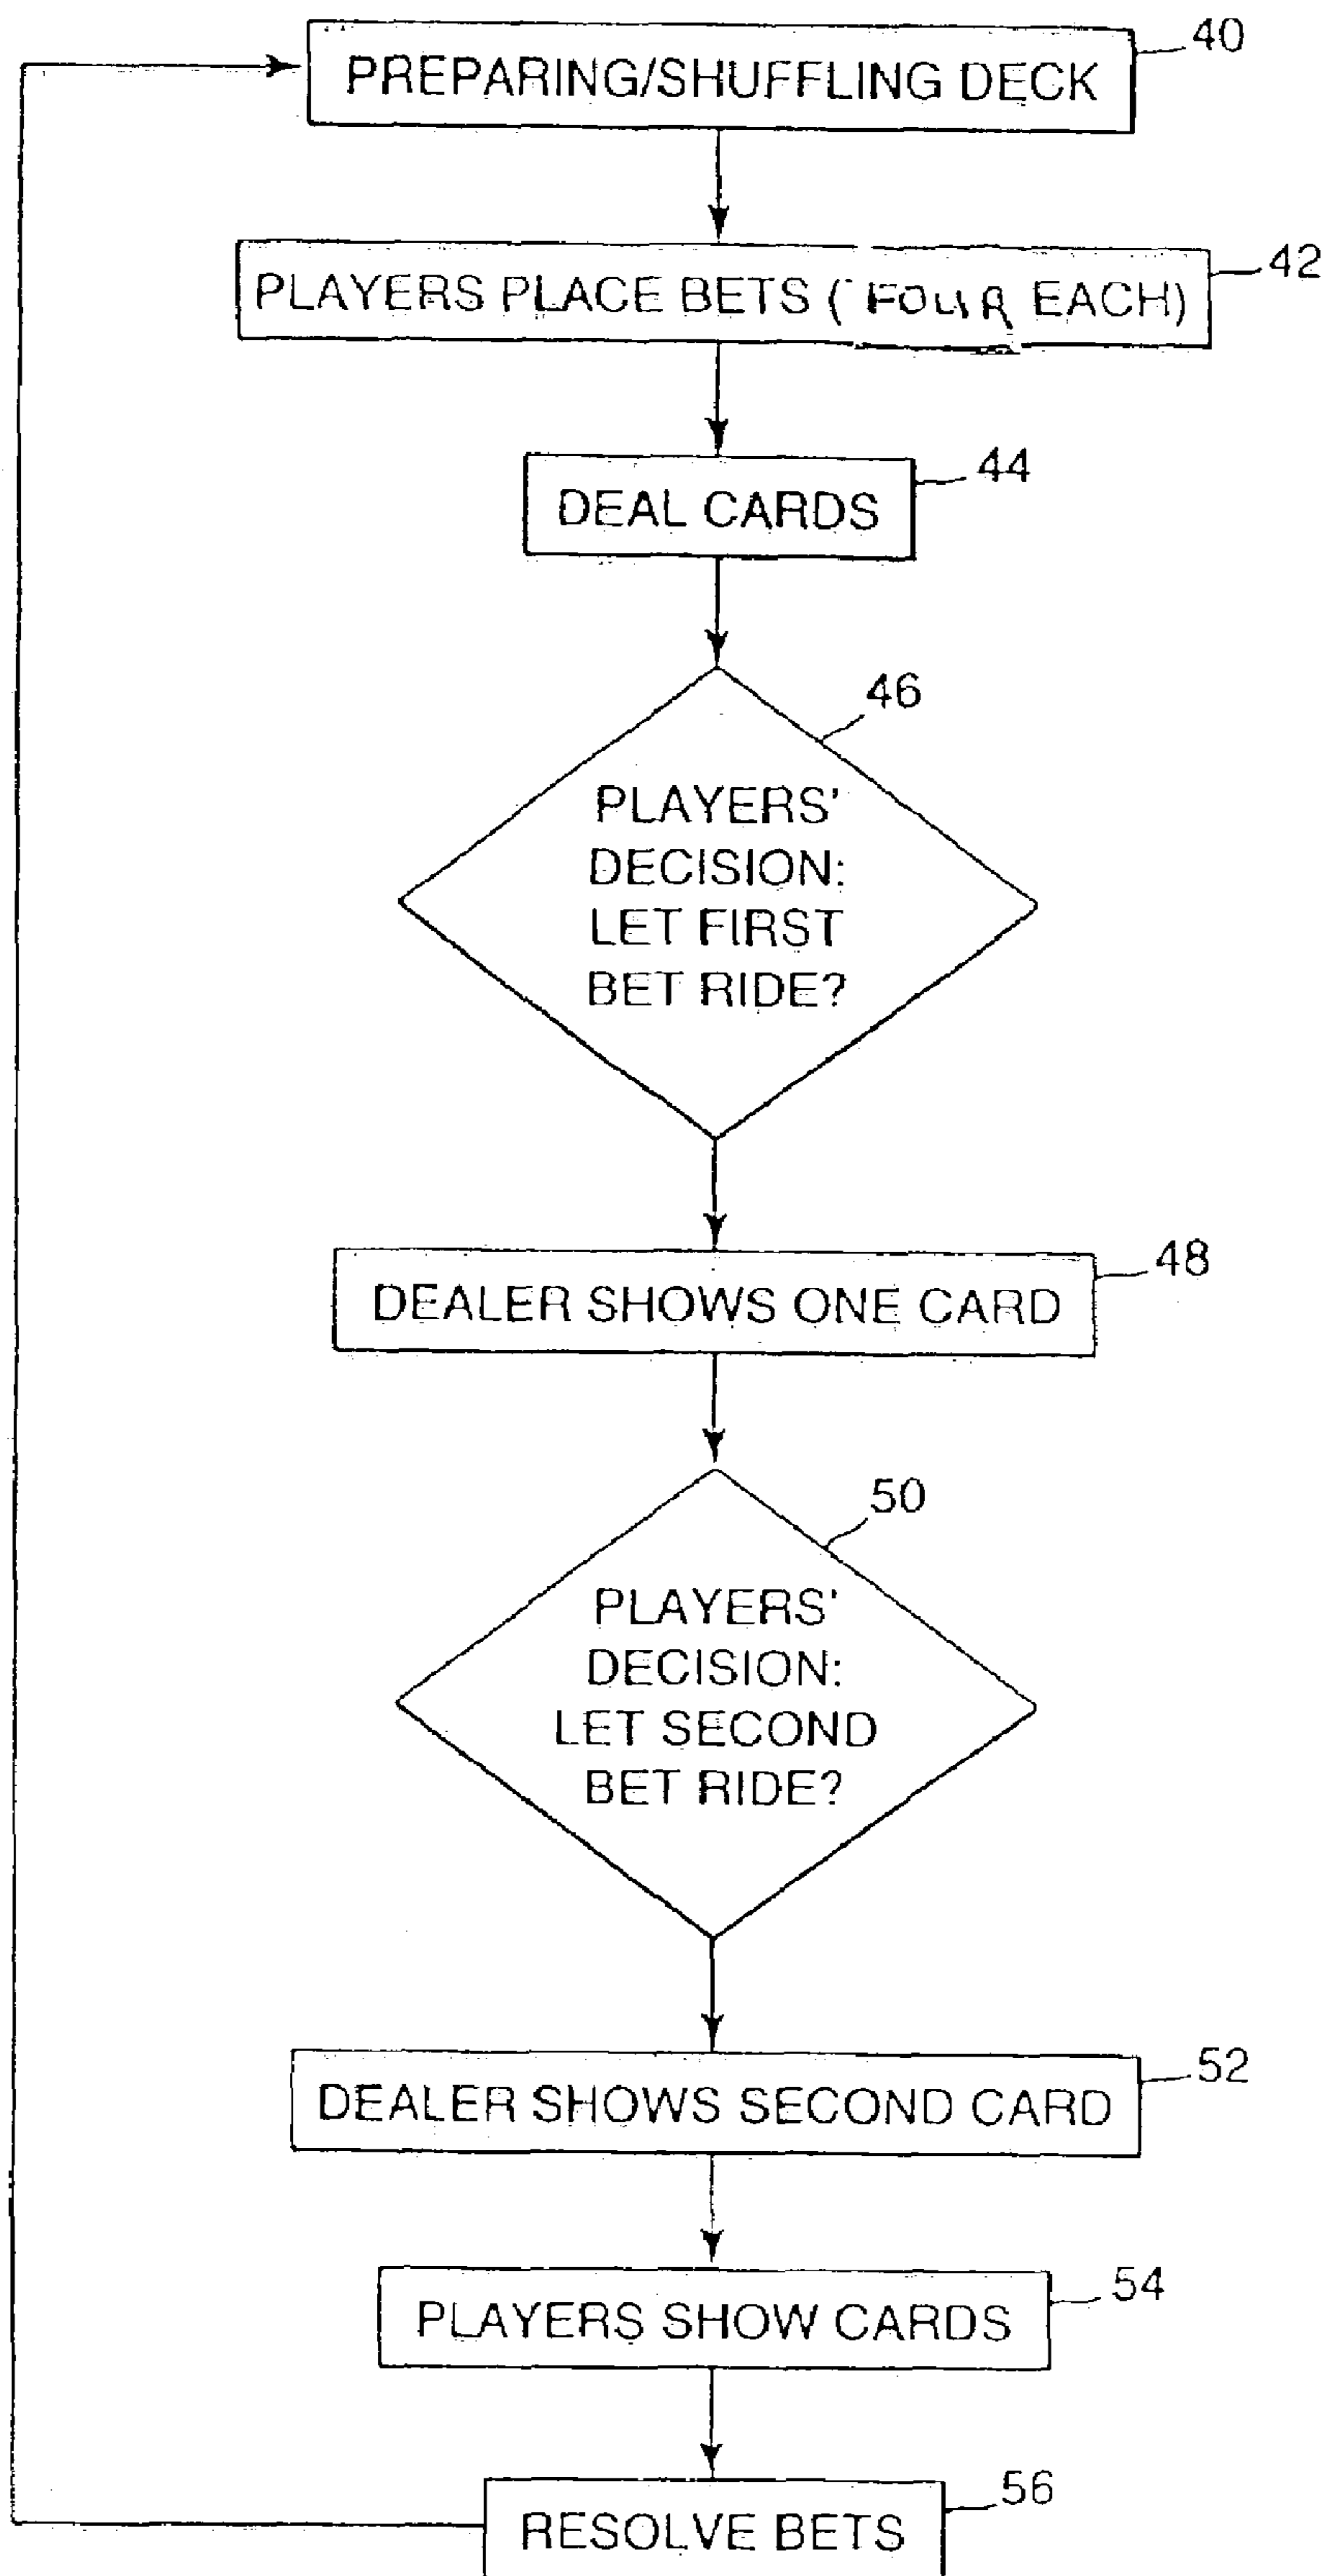 PREPARING/SHUFFLING DECK
40
PLAYERS PLACE BETS (FOUR EACH)
42
DEAL CARDS
44
46
PLAYERS'
DECISION:
LET FIRST
BET RIDE?
DEALER SHOWS ONE CARD
48
50
PLAYERS'
DECISION:
LET SECOND
BET RIDE?
DEALER SHOWS SECOND CARD
52
PLAYERS SHOW CARDS
54
RESOLVE BETS
56